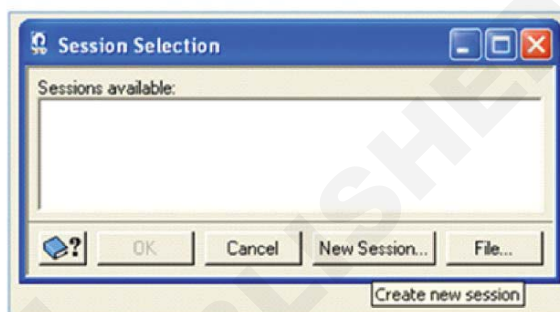 Session Selection
Sessions available:
? OK Cancel New Session... File...
Create new session